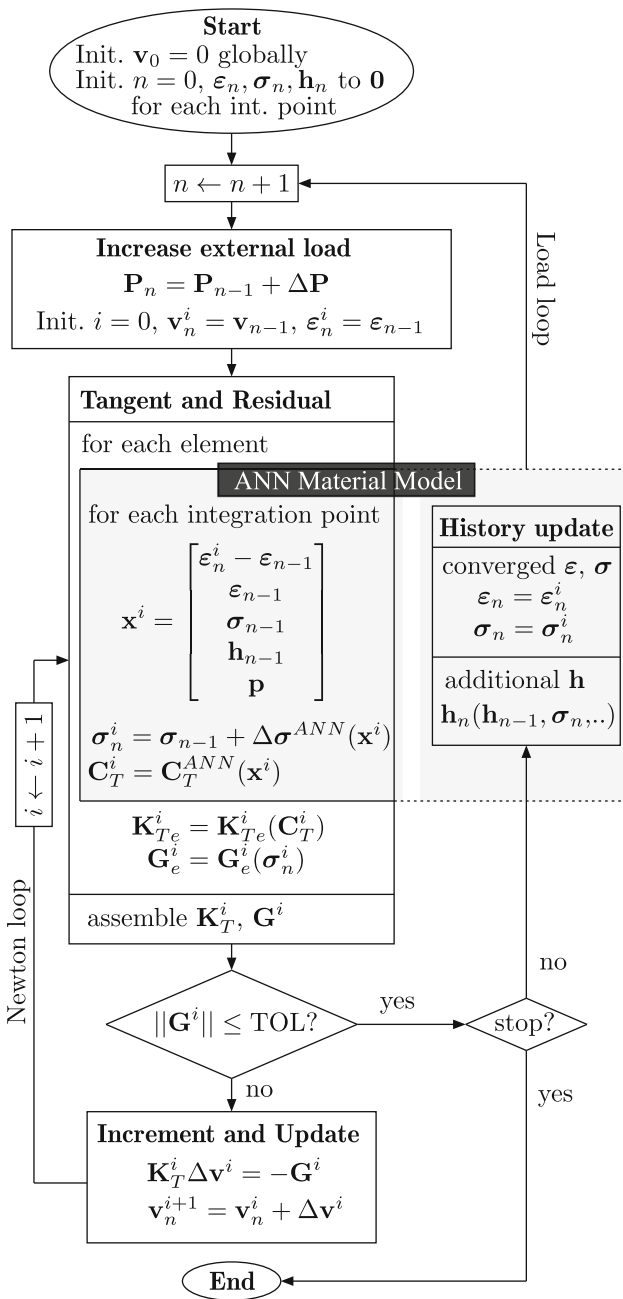 Start
Init. v₀ = 0 globally
Init. n = 0, εₙ, σₙ, hₙ to 0
for each int. point
n ← n + 1
Increase external load
Pₙ = Pₙ₋₁ + ΔP
Init. i = 0, vₙⁱ = vₙ₋₁, εₙⁱ = εₙ₋₁
Load loop
Tangent and Residual
for each element
ANN Material Model
for each integration point
xⁱ = [εₙⁱ − εₙ₋₁
εₙ₋₁
σₙ₋₁
hₙ₋₁
p]
σₙⁱ = σₙ₋₁ + Δσ^{ANN}(xⁱ)
C_Tⁱ = C_T^{ANN}(xⁱ)
K_{Te}ⁱ = K_{Te}ⁱ(C_Tⁱ)
G_eⁱ = G_eⁱ(σₙⁱ)
assemble K_Tⁱ, Gⁱ
History update
converged ε, σ
εₙ = εₙⁱ
σₙ = σₙⁱ
additional h
hₙ(hₙ₋₁, σₙ,..)
i ← i + 1
Newton loop
||Gⁱ|| ≤ TOL?
yes
stop?
no
no
yes
Increment and Update
K_TⁱΔvⁱ = −Gⁱ
vₙⁱ⁺¹ = vₙⁱ + Δvⁱ
End